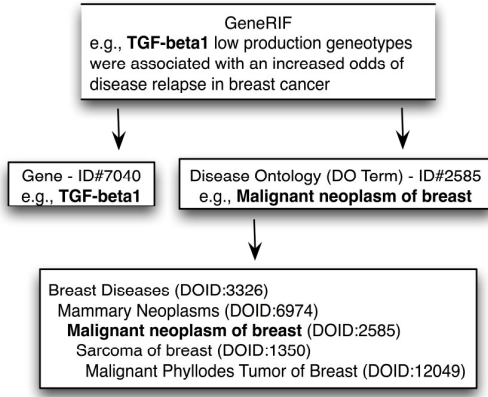 GeneRIF
e.g., TGF-beta1 low production geneotypes
were associated with an increased odds of
disease relapse in breast cancer
Gene - ID#7040
e.g., TGF-beta1
Disease Ontology (DO Term) - ID#2585
e.g., Malignant neoplasm of breast
Breast Diseases (DOID:3326)
Mammary Neoplasms (DOID:6974)
Malignant neoplasm of breast (DOID:2585)
Sarcoma of breast (DOID:1350)
Malignant Phyllodes Tumor of Breast (DOID:12049)